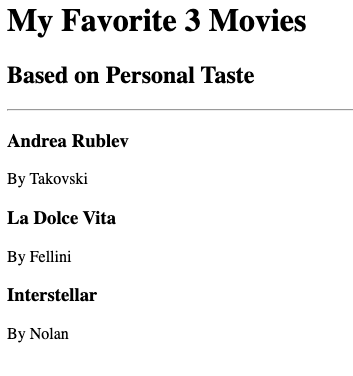 My Favorite 3 Movies
Based on Personal Taste
Andrea Rublev
By Takovski
La Dolce Vita
By Fellini
Interstellar
By Nolan